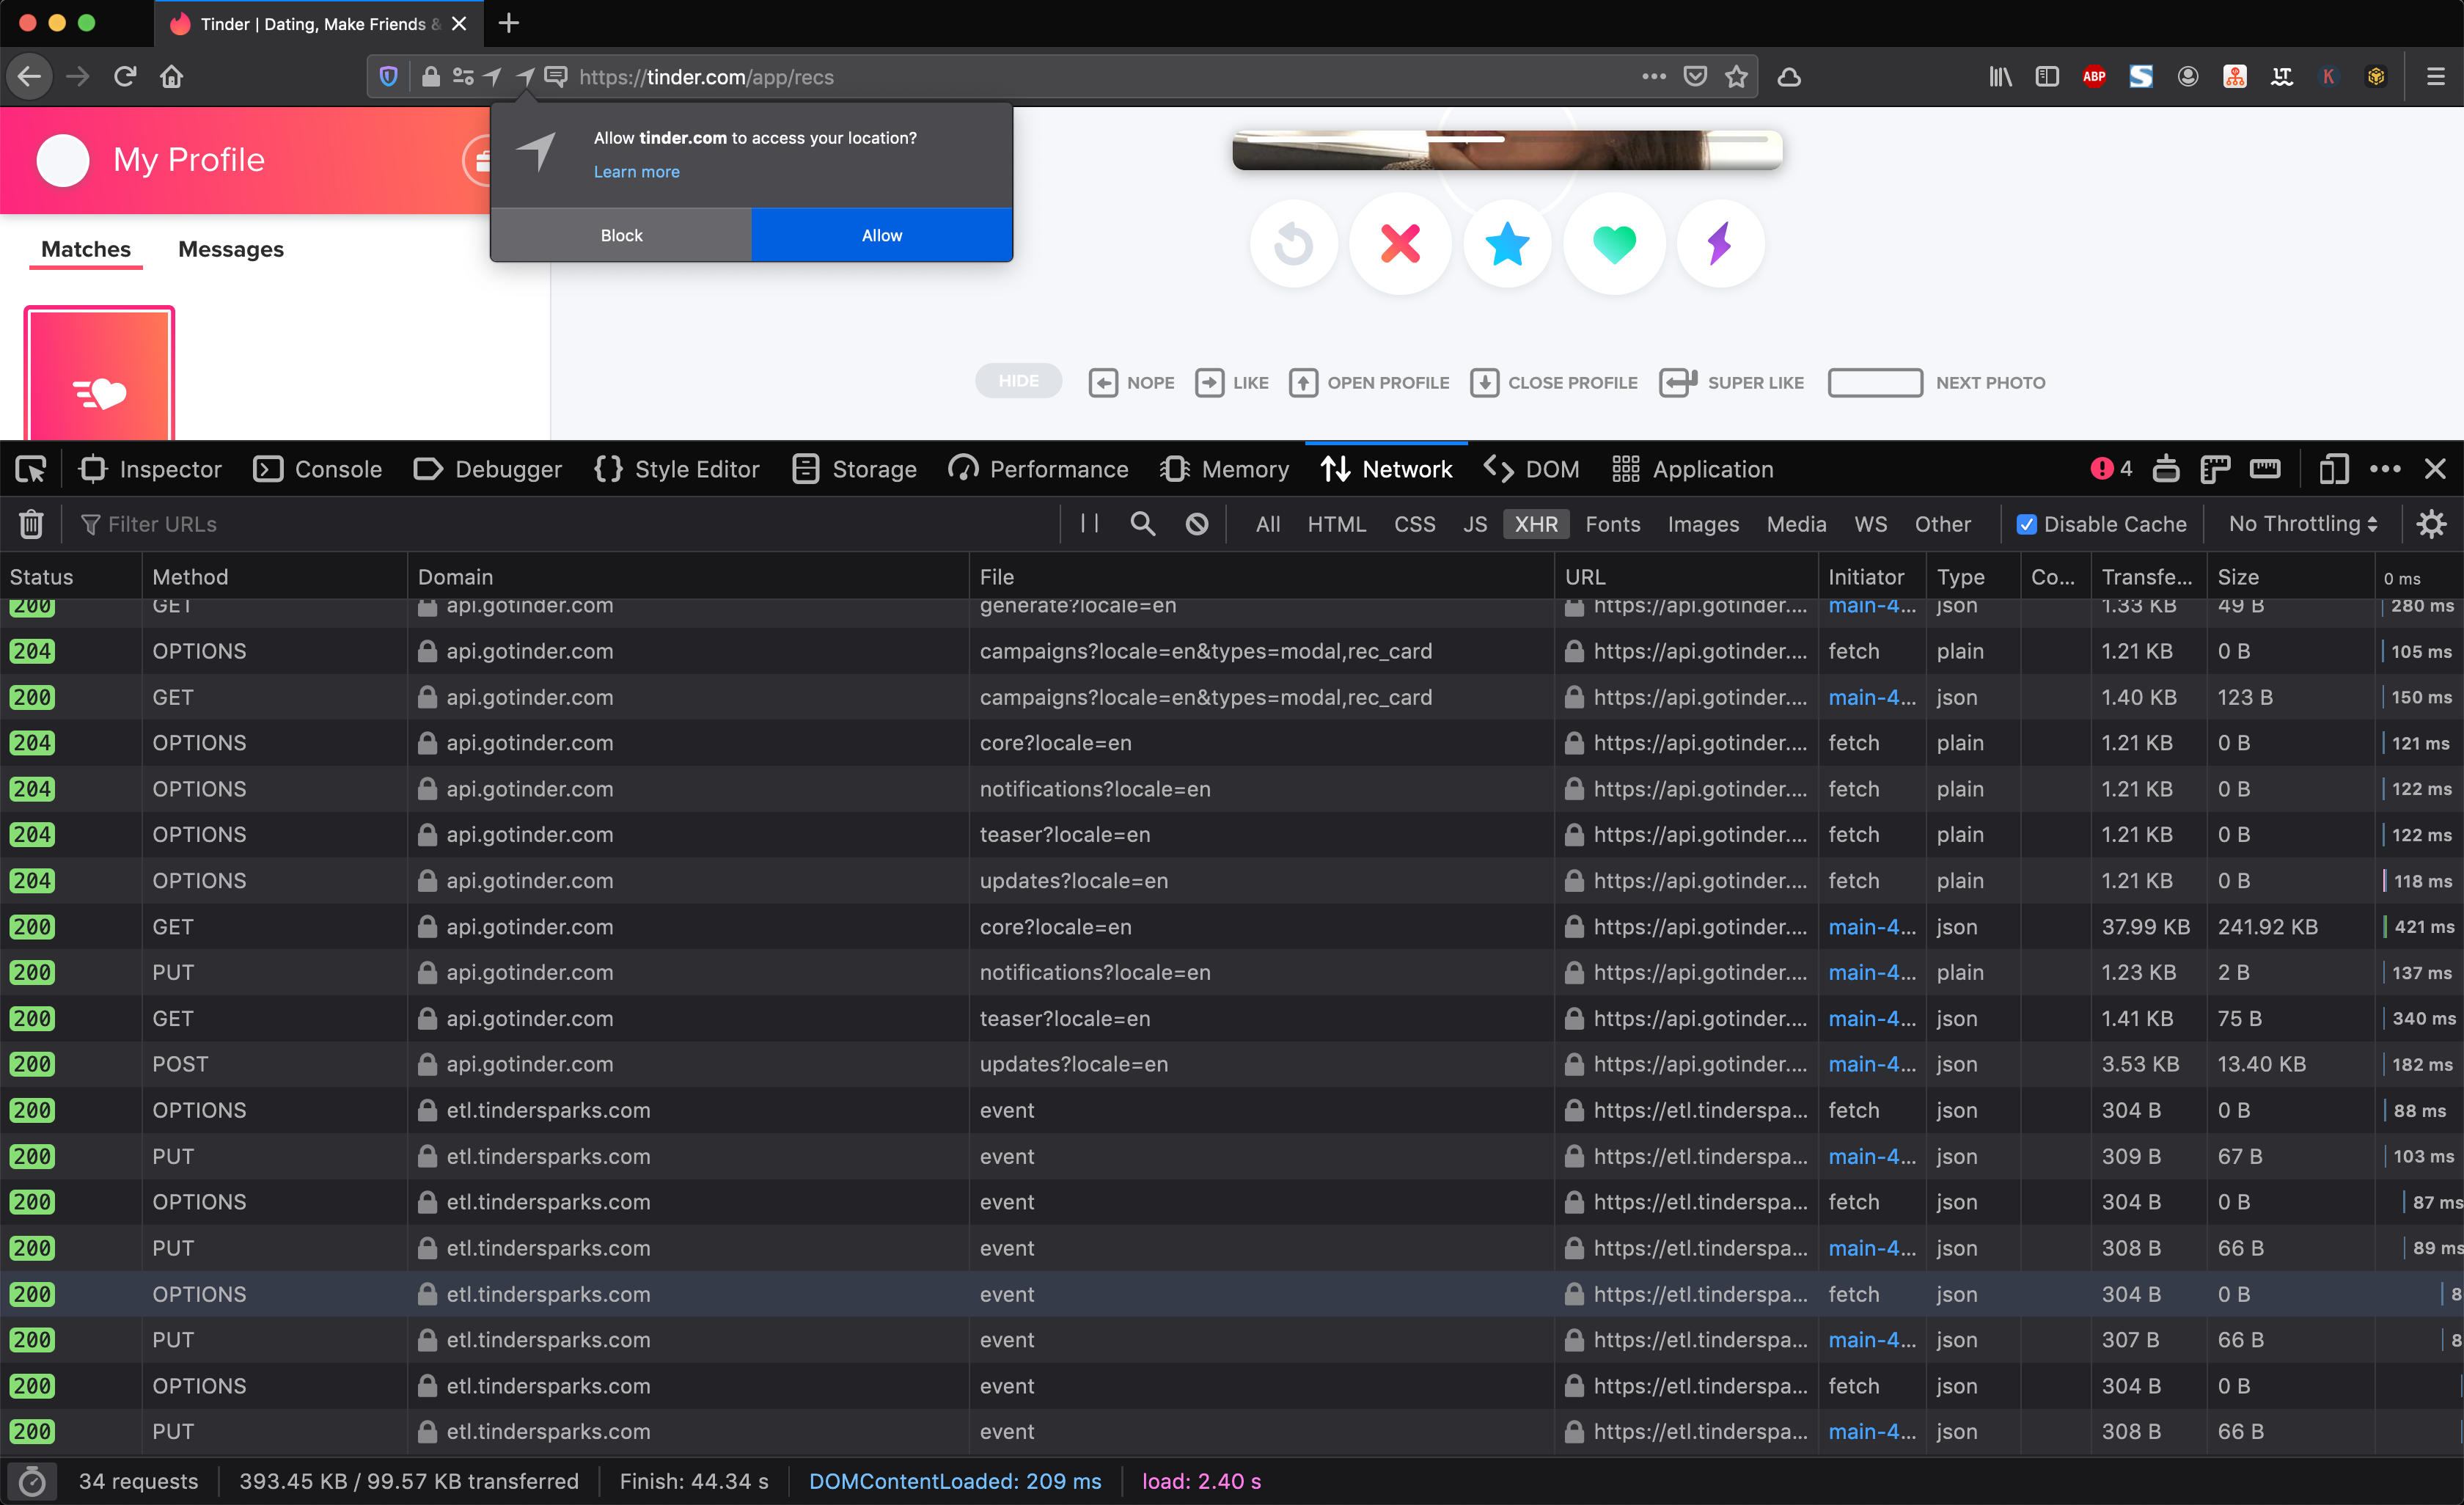 Tinder | Dating, Make Friends &
https://tinder.com/app/recs
ABP
K
My Profile
Allow tinder.com to access your location?
Learn more
Block Allow
Matches Messages
HIDE NOPE LIKE OPEN PROFILE CLOSE PROFILE SUPER LIKE NEXT PHOTO
Inspector Console Debugger Style Editor Storage Performance Memory Network DOM Application 4
Filter URLs All HTML CSS JS XHR Fonts Images Media WS Other Disable Cache No Throttling
Status Method Domain File URL Initiator Type Co... Transfe... Size 0 ms
200 GET api.gotinder.com generate?locale=en https://api.gotinder.... main-4... json 1.33 KB 49 B 280 ms
204 OPTIONS api.gotinder.com campaigns?locale=en&types=modal,rec_card https://api.gotinder.... fetch plain 1.21 KB 0 B 105 ms
200 GET api.gotinder.com campaigns?locale=en&types=modal,rec_card https://api.gotinder.... main-4... json 1.40 KB 123 B 150 ms
204 OPTIONS api.gotinder.com core?locale=en https://api.gotinder.... fetch plain 1.21 KB 0 B 121 ms
204 OPTIONS api.gotinder.com notifications?locale=en https://api.gotinder.... fetch plain 1.21 KB 0 B 122 ms
204 OPTIONS api.gotinder.com teaser?locale=en https://api.gotinder.... fetch plain 1.21 KB 0 B 122 ms
204 OPTIONS api.gotinder.com updates?locale=en https://api.gotinder.... fetch plain 1.21 KB 0 B 118 ms
200 GET api.gotinder.com core?locale=en https://api.gotinder.... main-4... json 37.99 KB 241.92 KB 421 ms
200 PUT api.gotinder.com notifications?locale=en https://api.gotinder.... main-4... plain 1.23 KB 2 B 137 ms
200 GET api.gotinder.com teaser?locale=en https://api.gotinder.... main-4... json 1.41 KB 75 B 340 ms
200 POST api.gotinder.com updates?locale=en https://api.gotinder.... main-4... json 3.53 KB 13.40 KB 182 ms
200 OPTIONS etl.tindersparks.com event https://etl.tinderspa... fetch json 304 B 0 B 88 ms
200 PUT etl.tindersparks.com event https://etl.tinderspa... main-4... json 309 B 67 B 103 ms
200 OPTIONS etl.tindersparks.com event https://etl.tinderspa... fetch json 304 B 0 B 87 ms
200 PUT etl.tindersparks.com event https://etl.tinderspa... main-4... json 308 B 66 B 89 ms
200 OPTIONS etl.tindersparks.com event https://etl.tinderspa... fetch json 304 B 0 B 8
200 PUT etl.tindersparks.com event https://etl.tinderspa... main-4... json 307 B 66 B 8
200 OPTIONS etl.tindersparks.com event https://etl.tinderspa... fetch json 304 B 0 B
200 PUT etl.tindersparks.com event https://etl.tinderspa... main-4... json 308 B 66 B
34 requests 393.45 KB / 99.57 KB transferred Finish: 44.34 s DOMContentLoaded: 209 ms load: 2.40 s